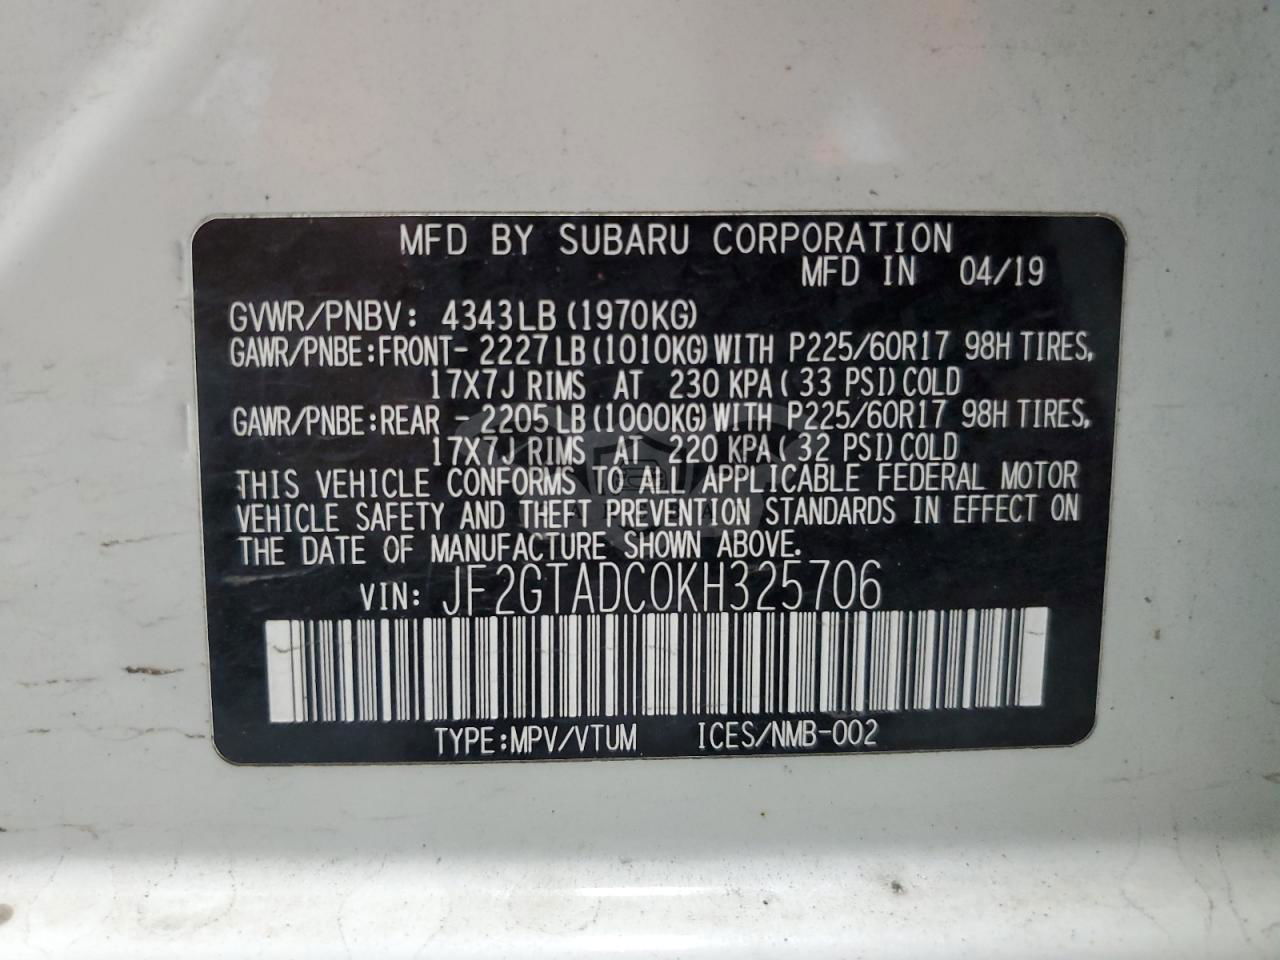 MFD BY SUBARU CORPORATION
MFD IN 04/19
GVWR/PNBV: 4343LB (1970KG)
GAWR/PNBE:FRONT- 2227LB(1010KG)WITH P225/60R17 98H TIRES,
17X7J RIMS AT 230 KPA(33 PSI)COLD
GAWR/PNBE:REAR - 2205LB(1000KG)WITH P225/60R17 98H TIRES,
17X7J RIMS AT 220 KPA(32 PSI)COLD
THIS VEHICLE CONFORMS TO ALL APPLICABLE FEDERAL MOTOR
VEHICLE SAFETY AND THEFT PREVENTION STANDARDS IN EFFECT ON
THE DATE OF MANUFACTURE SHOWN ABOVE.
VIN: JF2GTADC0KH325706
TYPE:MPV/VTUM ICES/NMB-002